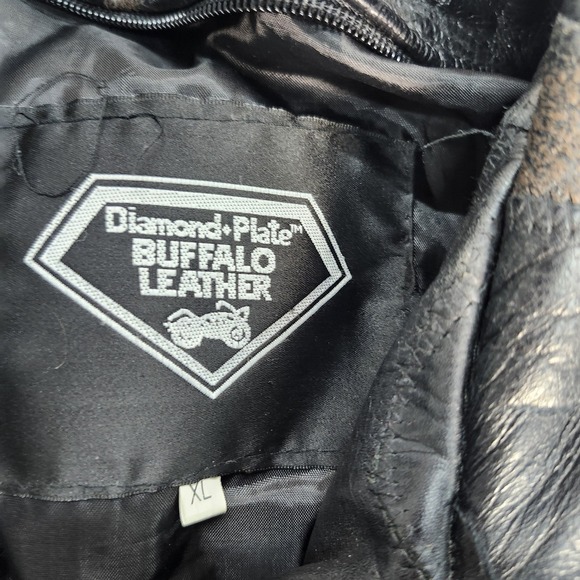 Diamond+Plate™
BUFFALO
LEATHER
XL